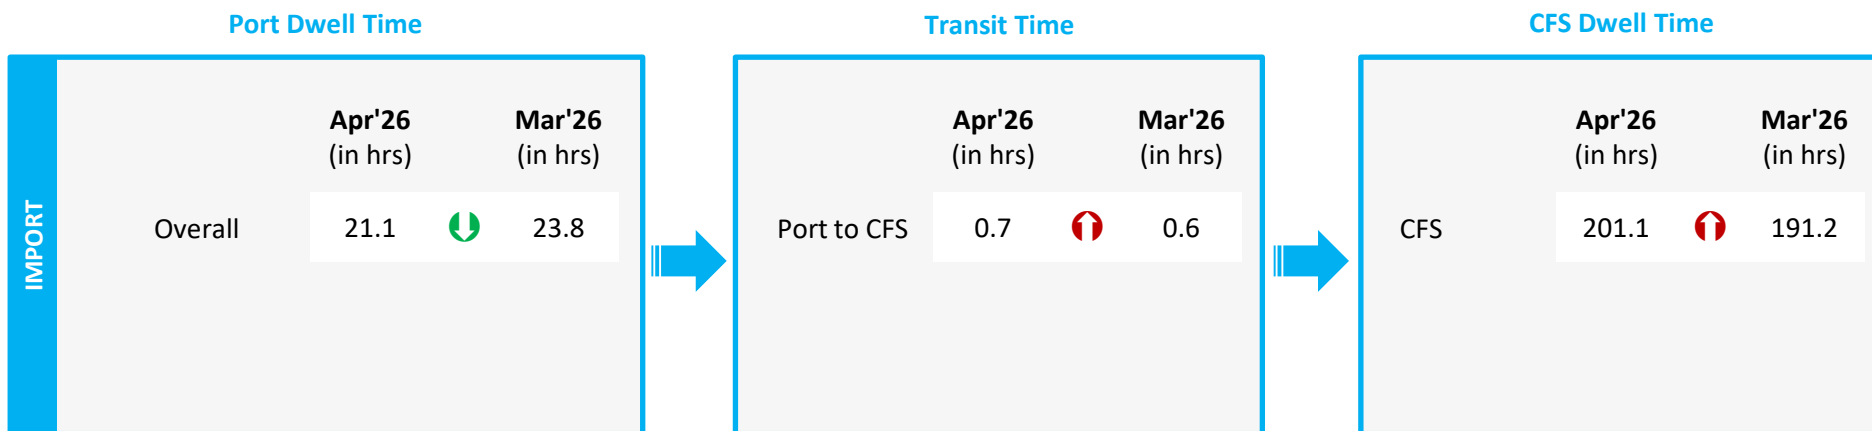 Port Dwell Time
Transit Time
CFS Dwell Time
IMPORT
Apr'26 Mar'26
(in hrs) (in hrs)
Overall 21.1 23.8
Apr'26 Mar'26
(in hrs) (in hrs)
Port to CFS 0.7 0.6
Apr'26 Mar'26
(in hrs) (in hrs)
CFS 201.1 191.2